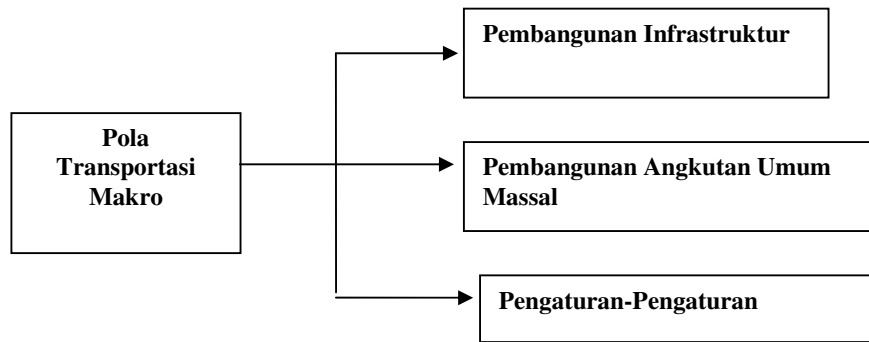 Pembangunan Infrastruktur
Pola
Transportasi
Makro
Pembangunan Angkutan Umum
Massal
Pengaturan-Pengaturan